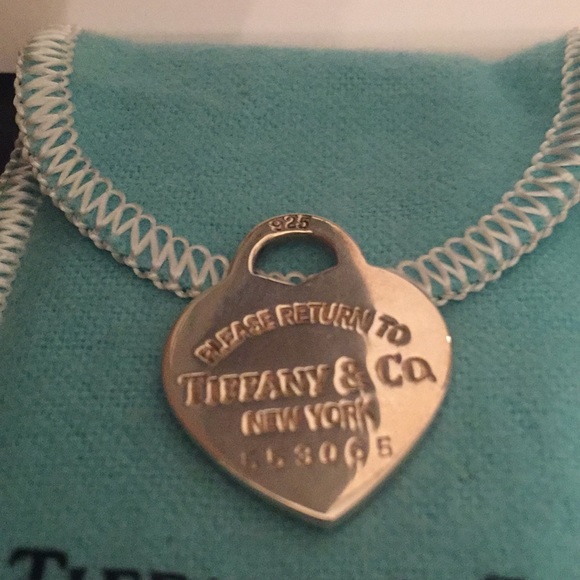 925
PLEASE RETURN TO
TIFFANY & CO.
NEW YORK